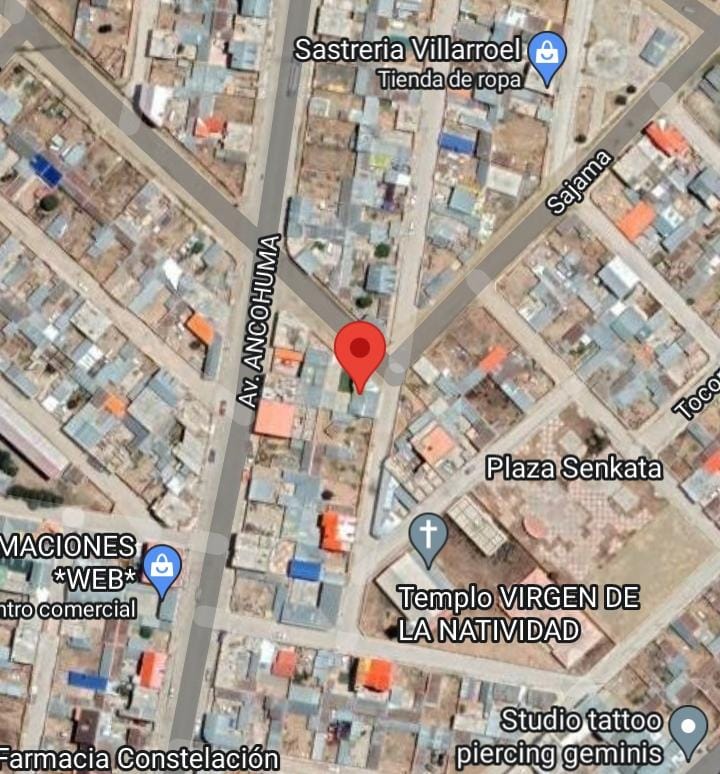 Sastreria Villarroel
Tienda de ropa
Sajama
Av. ANCOHUMA
Toco
Plaza Senkata
MACIONES
*WEB*
ntro comercial
Templo VIRGEN DE
LA NATIVIDAD
Studio tattoo
piercing geminis
Farmacia Constelación